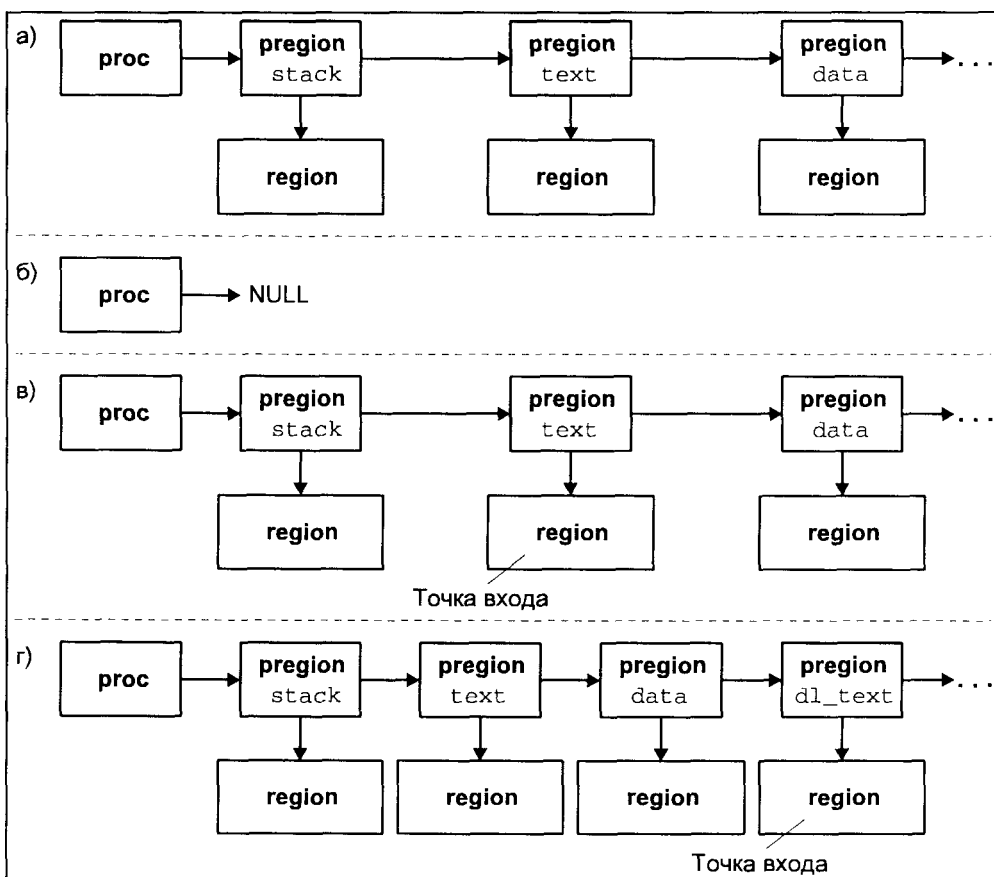 а)
proc
pregion
stack
pregion
text
pregion
data
...
region
region
region
б)
proc
NULL
в)
proc
pregion
stack
pregion
text
pregion
data
...
region
region
region
Точка входа
г)
proc
pregion
stack
pregion
text
pregion
data
pregion
dl_text
...
region
region
region
region
Точка входа